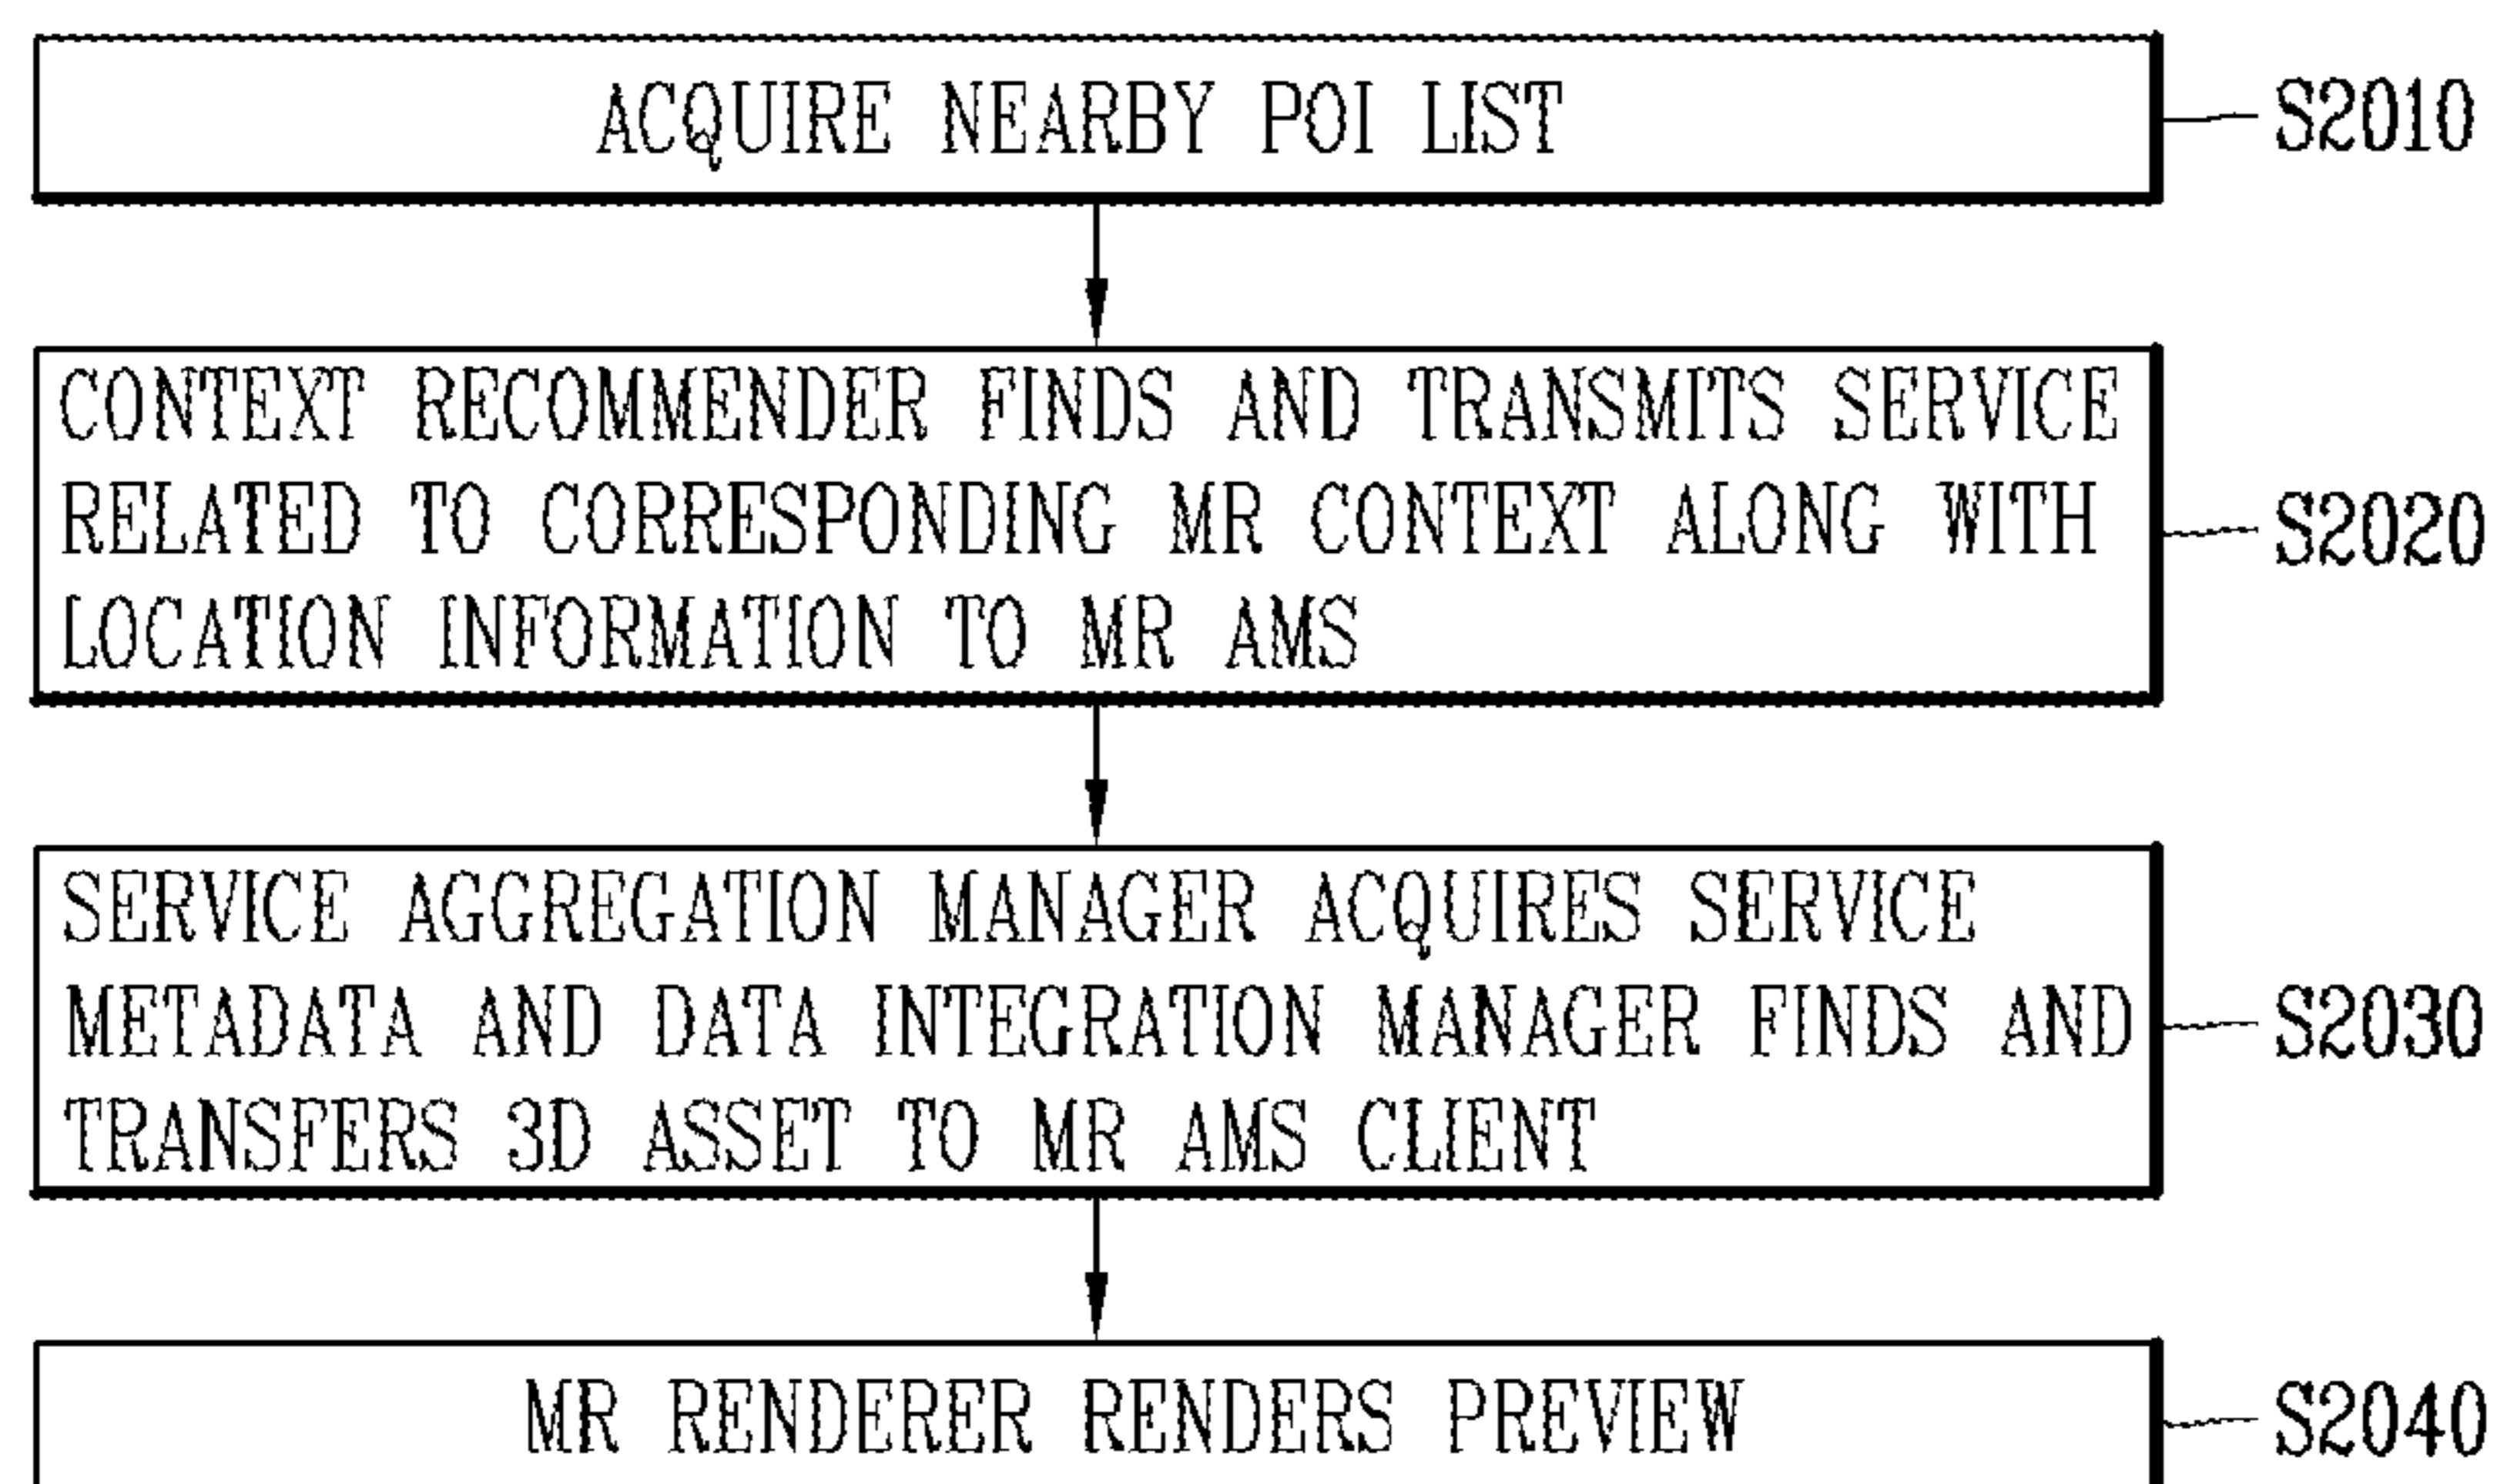 ACQUIRE NEARBY POI LIST
S2010
CONTEXT RECOMMENDER FINDS AND TRANSMITS SERVICE
RELATED TO CORRESPONDING MR CONTEXT ALONG WITH
LOCATION INFORMATION TO MR AMS
S2020
SERVICE AGGREGATION MANAGER ACQUIRES SERVICE
METADATA AND DATA INTEGRATION MANAGER FINDS AND
TRANSFERS 3D ASSET TO MR AMS CLIENT
S2030
MR RENDERER RENDERS PREVIEW
S2040